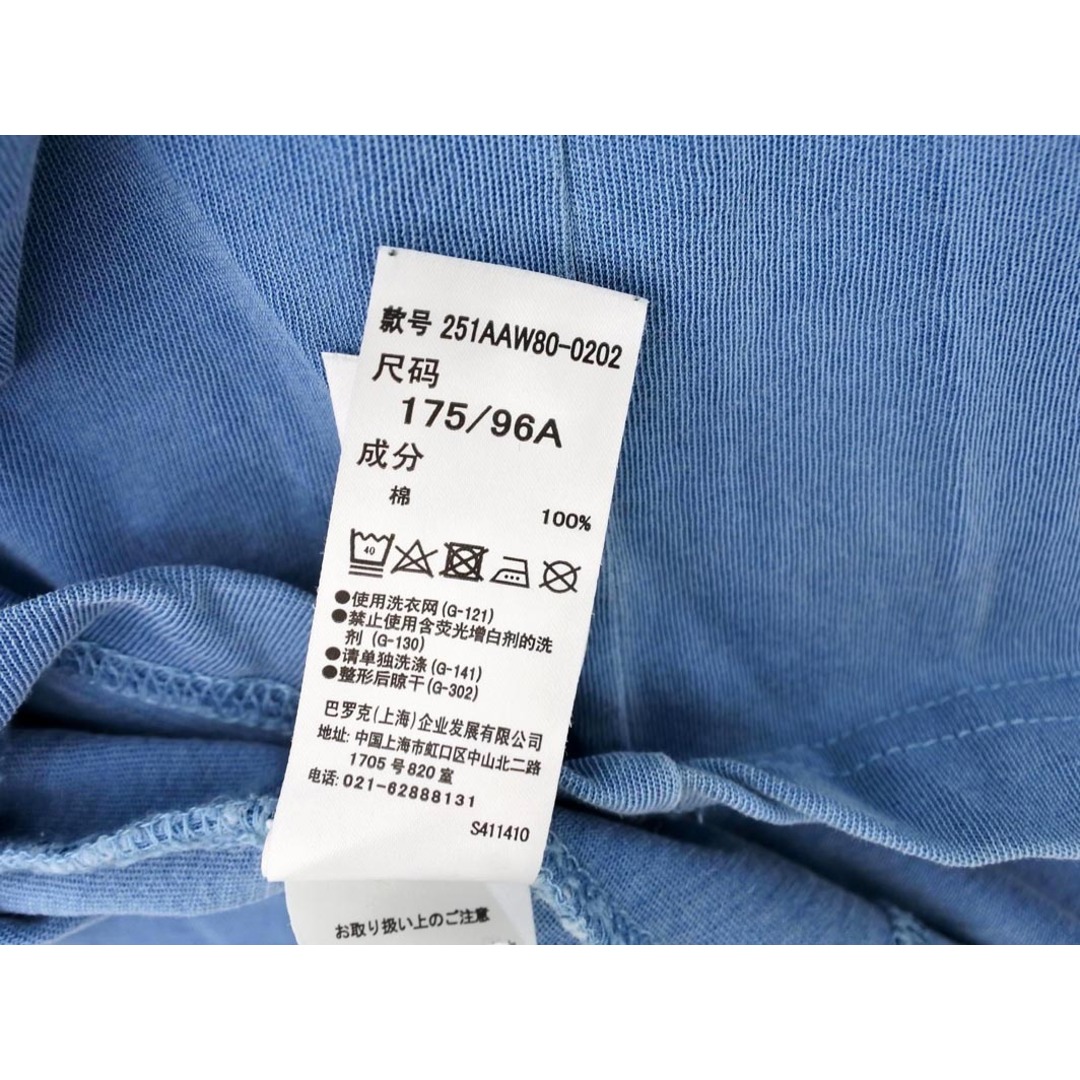 款号 251AAW80-0202
尺码
175/96A
成分
棉 100%
40
●使用洗衣网(G-121)
●禁止使用含荧光增白剂的洗
剂 (G-130)
●请单独洗涤(G-141)
●整形后晾干(G-302)
巴罗克(上海)企业发展有限公司
地址: 中国上海市虹口区中山北二路
1705 号820 室
电话: 021-62888131
S411410
お取り扱い上のご注意